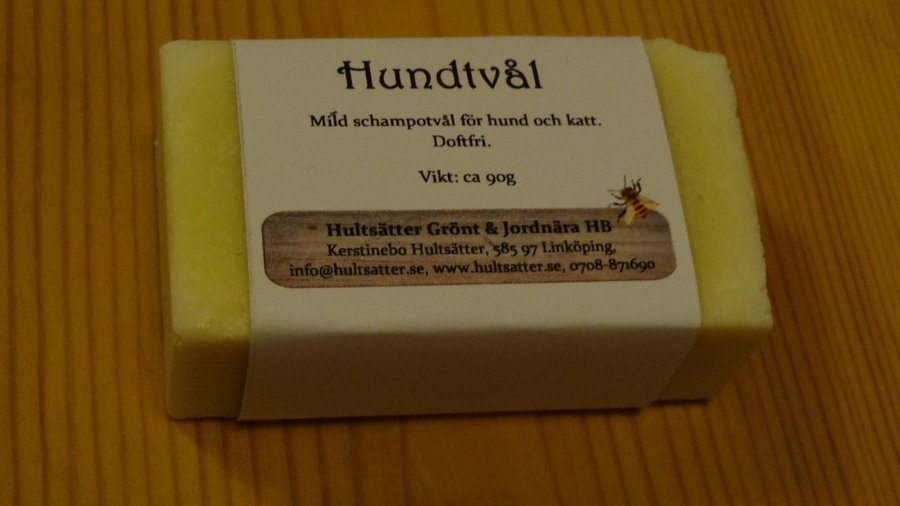 Hundtvål
Mild schampotvål för hund och katt.
Doftfri.
Vikt: ca 90g
Hultsätter Grönt & Jordnära HB
Kerstinebo Hultsätter, 585 97 Linköping,
info@hultsatter.se, www.hultsatter.se, 0708-871690